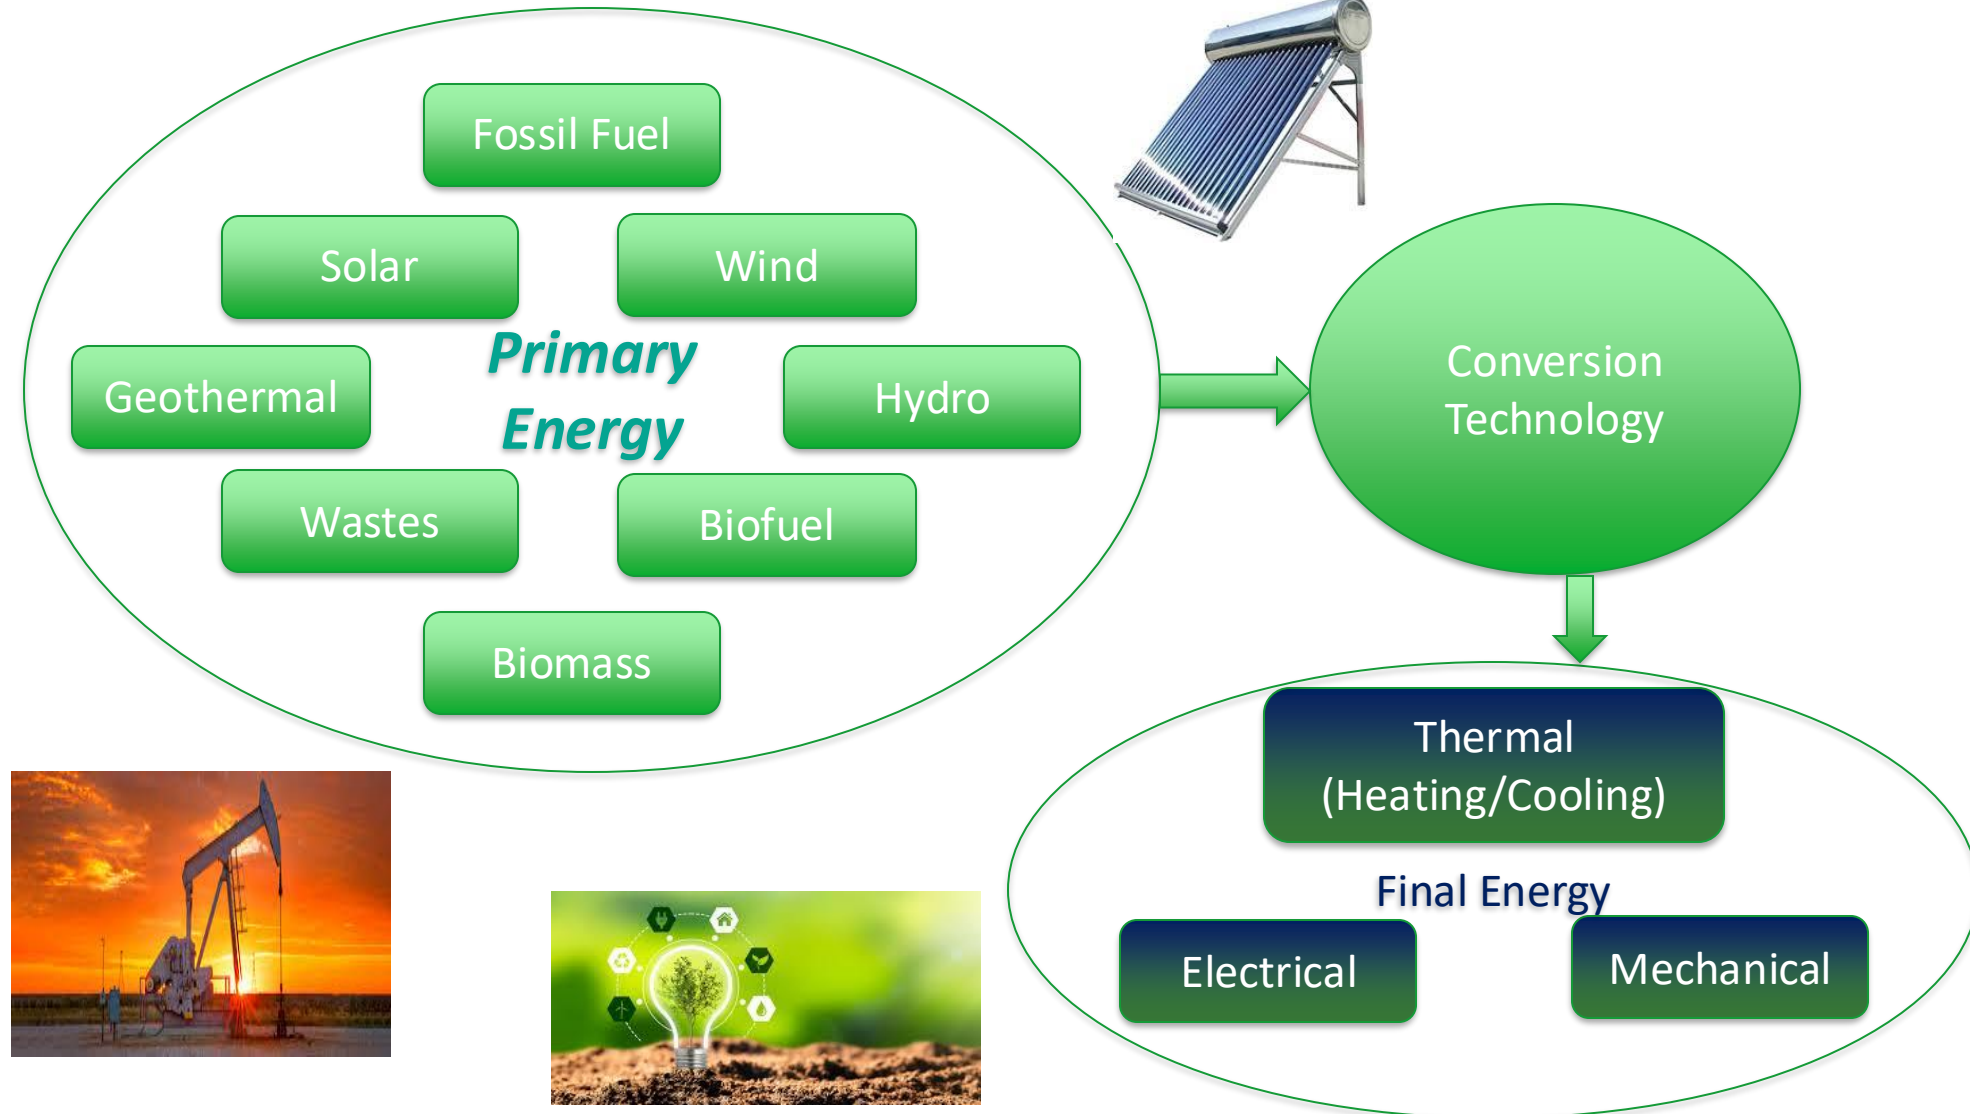 Fossil Fuel
Solar
Wind
Primary
Energy
Geothermal
Hydro
Wastes
Biofuel
Biomass
Conversion
Technology
Thermal
(Heating/Cooling)
Final Energy
Electrical
Mechanical